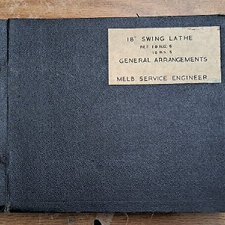 18" SWING LATHE
GENERAL ARRANGEMENTS
MELB SERVICE ENGINEER